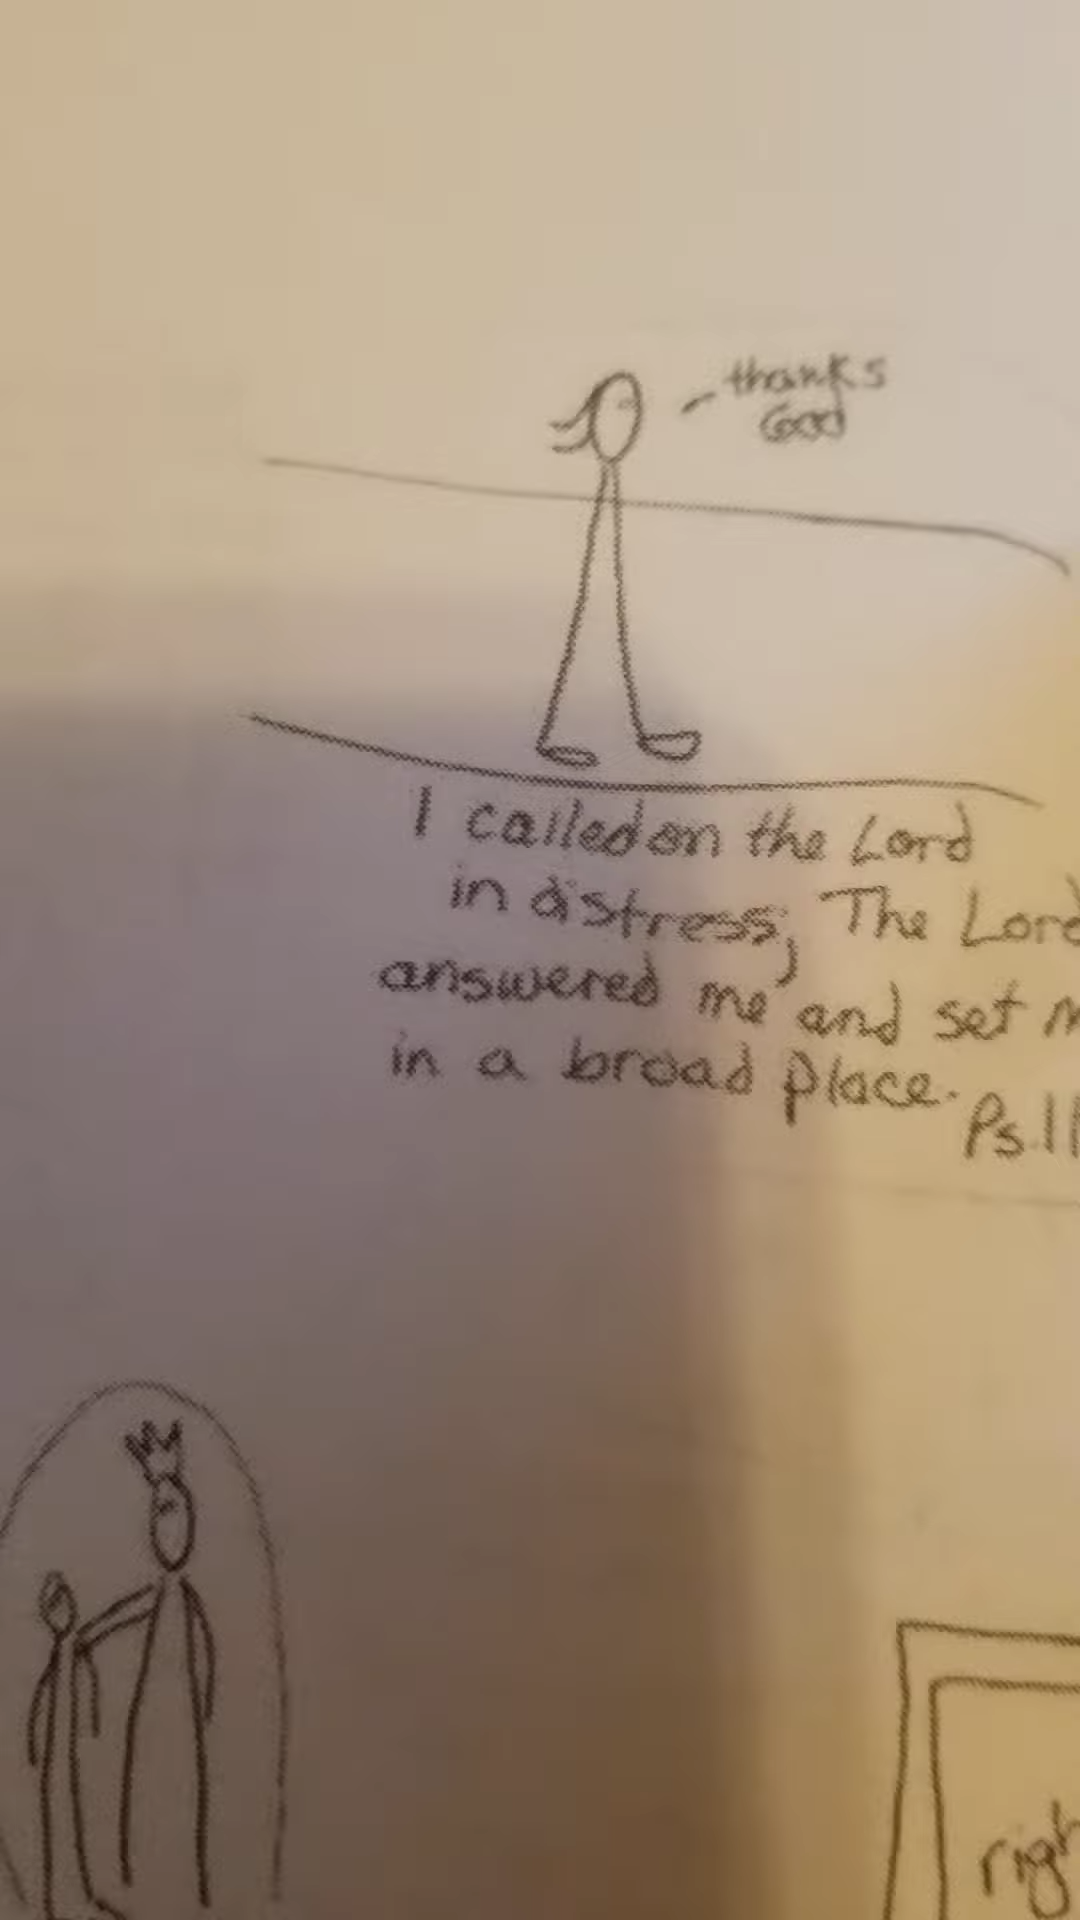 thanks
God
I called on the Lord
in distress, The Lord
answered me and set
in a broad place.
Ps.11
righ